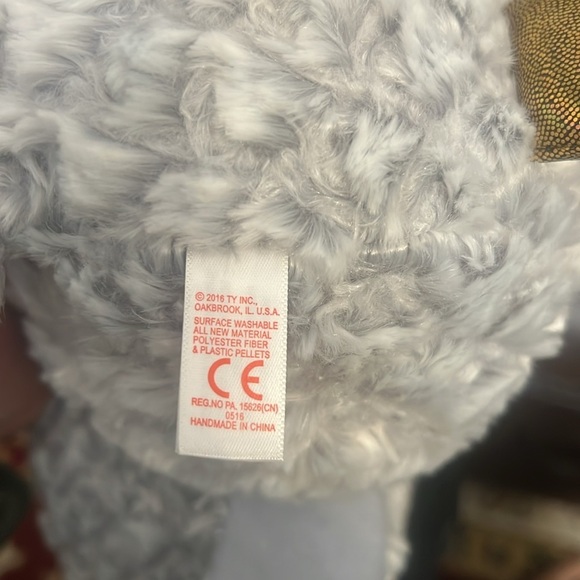 © 2016 TY INC.,
OAKBROOK, IL. U.S.A.
SURFACE WASHABLE
ALL NEW MATERIAL
POLYESTER FIBER
& PLASTIC PELLETS
CE
REG.NO PA. 15626(CN)
0516
HANDMADE IN CHINA